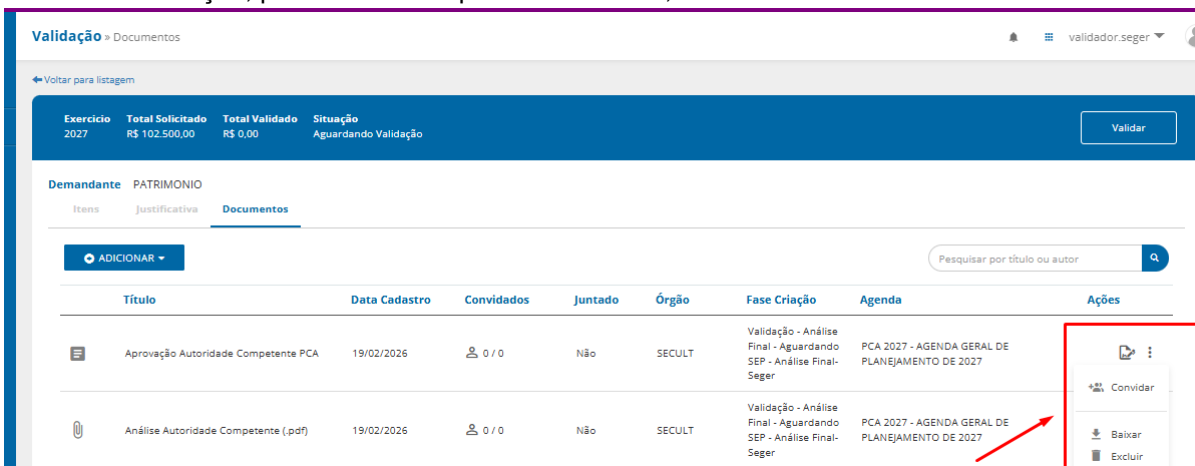 Validação » Documentos
validador.seger
Voltar para listagem
Exercicio Total Solicitado Total Validado Situação
2027 R$ 102.500,00 R$ 0,00 Aguardando Validação
Validar
Demandante PATRIMONIO
Itens Justificativa Documentos
ADICIONAR
Pesquisar por título ou autor
Título Data Cadastro Convidados Juntado Órgão Fase Criação Agenda Ações
Aprovação Autoridade Competente PCA 19/02/2026 0 / 0 Não SECULT
Validação - Análise
Final - Aguardando
SEP - Análise Final-
Seger
PCA 2027 - AGENDA GERAL DE
PLANEJAMENTO DE 2027
Convidar
Análise Autoridade Competente (.pdf) 19/02/2026 0 / 0 Não SECULT
Validação - Análise
Final - Aguardando
SEP - Análise Final-
Seger
PCA 2027 - AGENDA GERAL DE
PLANEJAMENTO DE 2027
Baixar
Excluir